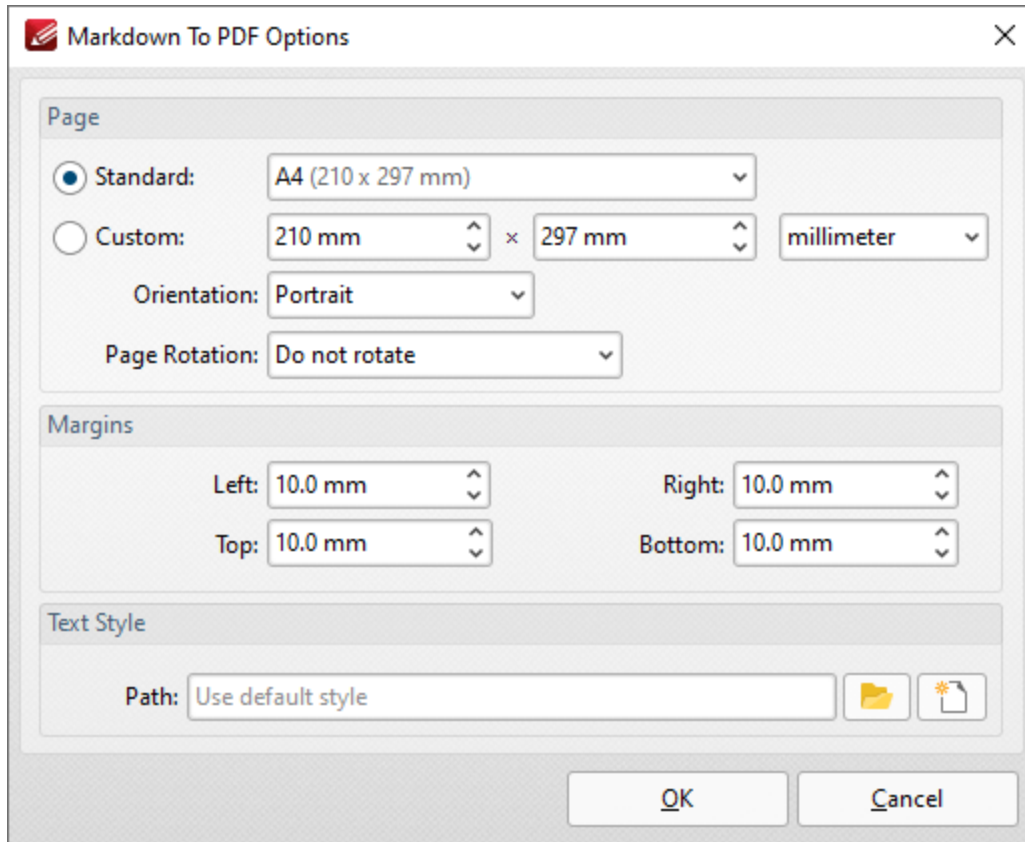 Markdown To PDF Options
Page
Standard: A4 (210 x 297 mm)
Custom: 210 mm × 297 mm millimeter
Orientation: Portrait
Page Rotation: Do not rotate
Margins
Left: 10.0 mm Right: 10.0 mm
Top: 10.0 mm Bottom: 10.0 mm
Text Style
Path: Use default style
OK Cancel